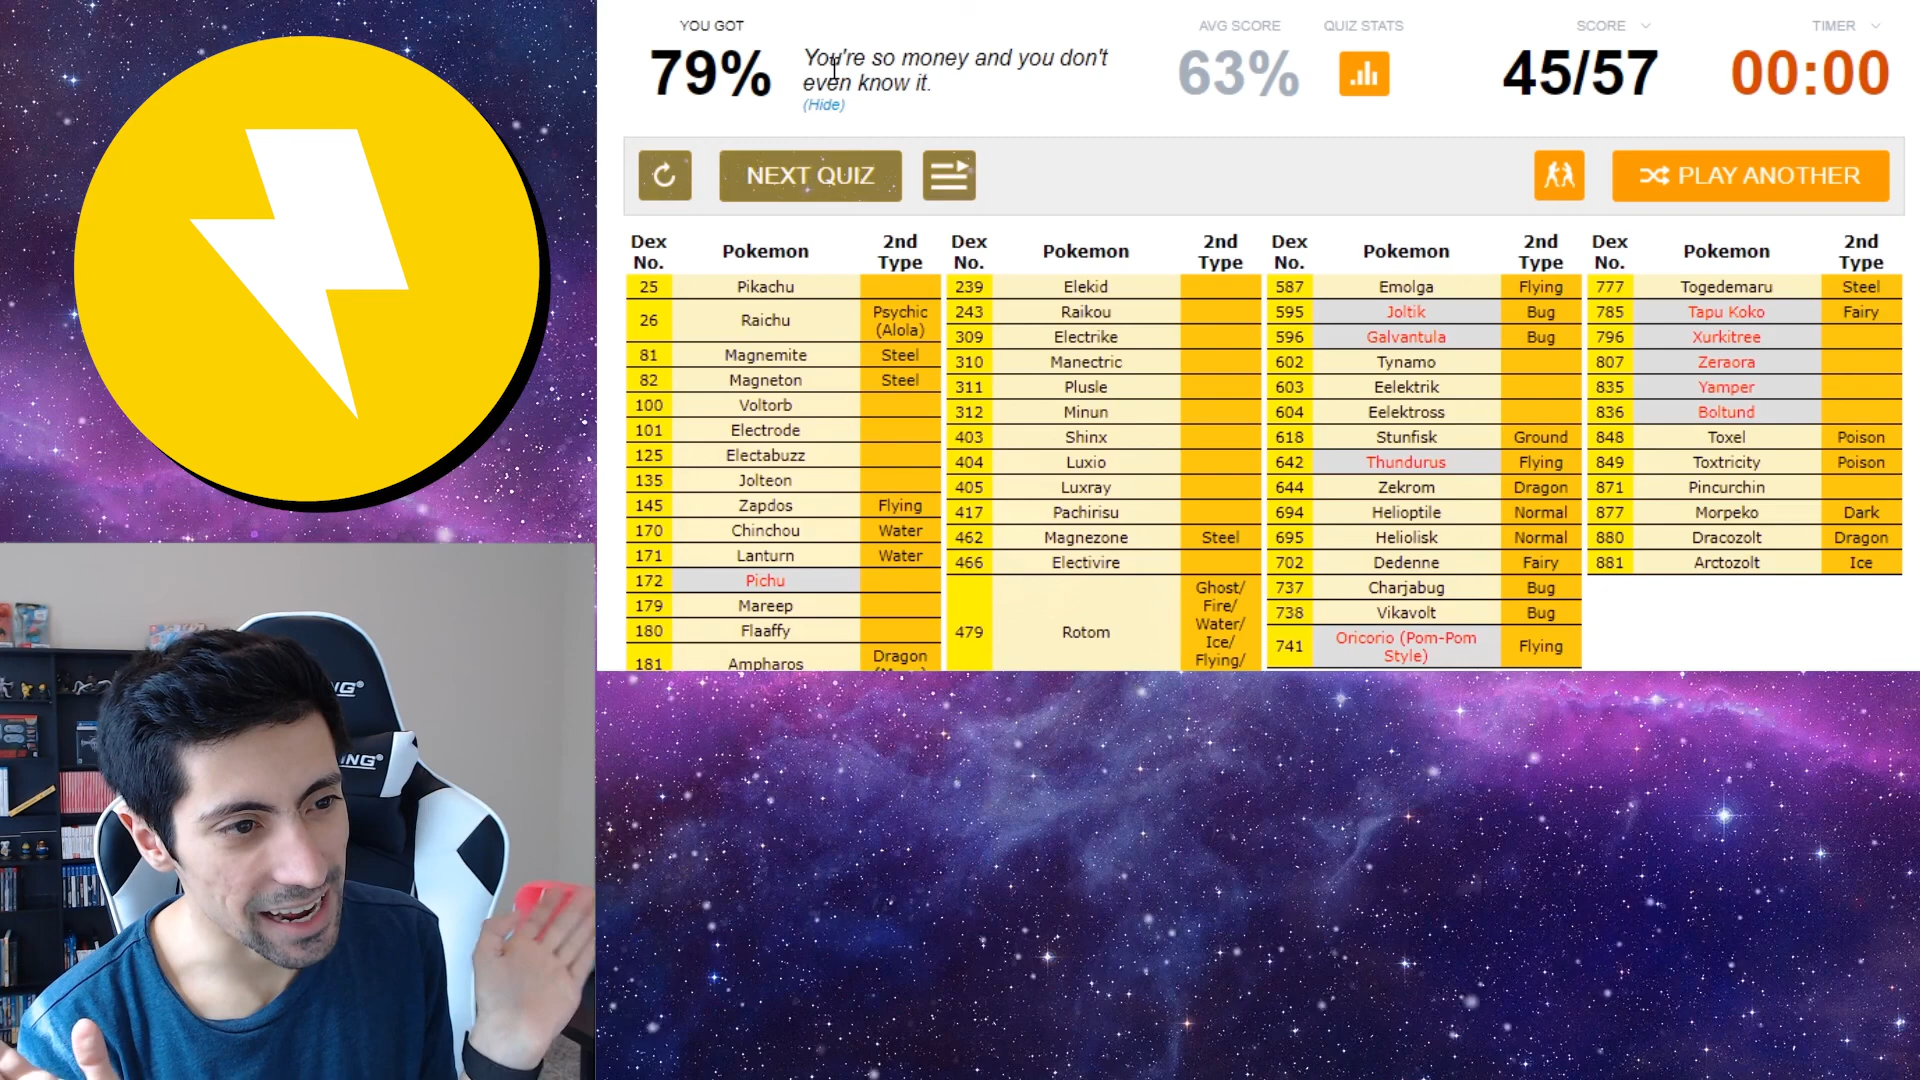 YOU GOT
79%
You're so money and you don't
even know it.
(Hide)
AVG SCORE
63%
QUIZ STATS
SCORE
45/57
TIMER
00:00
NEXT QUIZ
PLAY ANOTHER
Dex No. Pokemon 2nd Type
25 Pikachu
26 Raichu Psychic (Alola)
81 Magnemite Steel
82 Magneton Steel
100 Voltorb
101 Electrode
125 Electabuzz
135 Jolteon
145 Zapdos Flying
170 Chinchou Water
171 Lanturn Water
172 Pichu
179 Mareep
180 Flaaffy
181 Ampharos Dragon
Dex No. Pokemon 2nd Type
239 Elekid
243 Raikou
309 Electrike
310 Manectric
311 Plusle
312 Minun
403 Shinx
404 Luxio
405 Luxray
417 Pachirisu
462 Magnezone Steel
466 Electivire
479 Rotom Ghost/ Fire/ Water/ Ice/ Flying/
Dex No. Pokemon 2nd Type
587 Emolga Flying
595 Joltik Bug
596 Galvantula Bug
602 Tynamo
603 Eelektrik
604 Eelektross
618 Stunfisk Ground
642 Thundurus Flying
644 Zekrom Dragon
694 Helioptile Normal
695 Heliolisk Normal
702 Dedenne Fairy
737 Charjabug Bug
738 Vikavolt Bug
741 Oricorio (Pom-Pom Style) Flying
Dex No. Pokemon 2nd Type
777 Togedemaru Steel
785 Tapu Koko Fairy
796 Xurkitree
807 Zeraora
835 Yamper
836 Boltund
848 Toxel Poison
849 Toxtricity Poison
871 Pincurchin
877 Morpeko Dark
880 Dracozolt Dragon
881 Arctozolt Ice